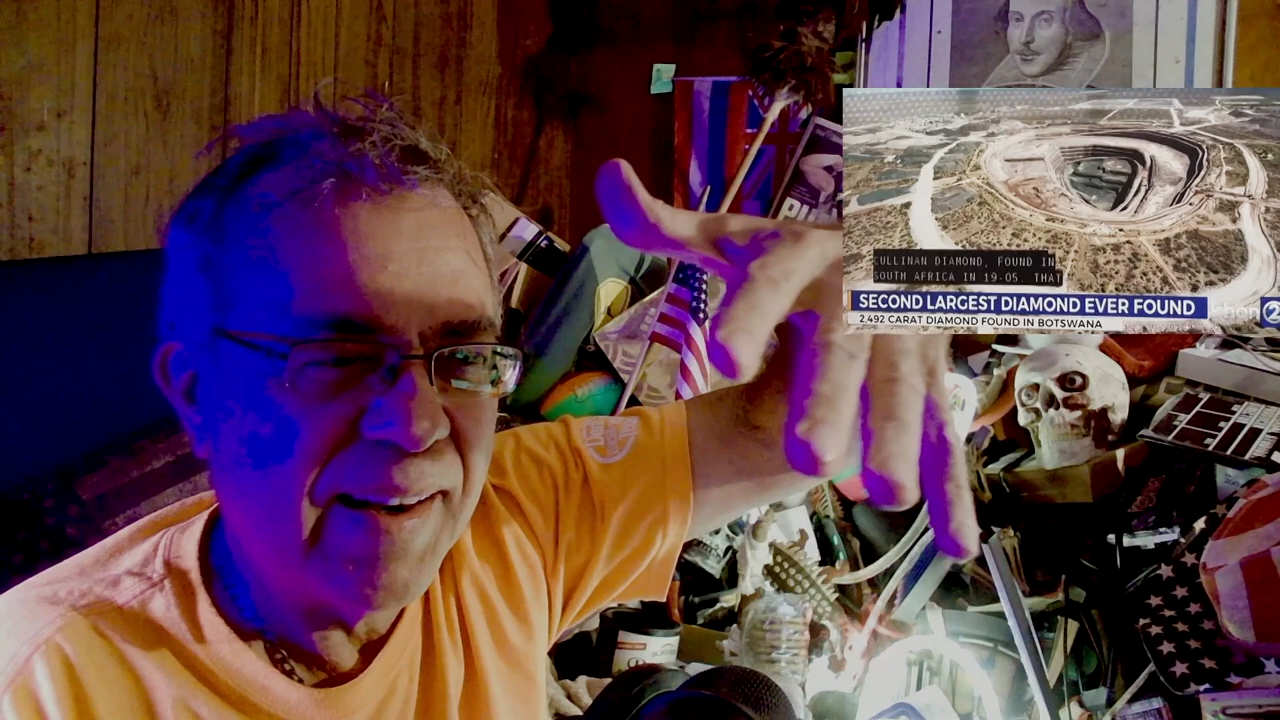 CULLINAN DIAMOND, FOUND IN
SOUTH AFRICA IN 19-05. THAT
SECOND LARGEST DIAMOND EVER FOUND
2,492 CARAT DIAMOND FOUND IN BOTSWANA
2